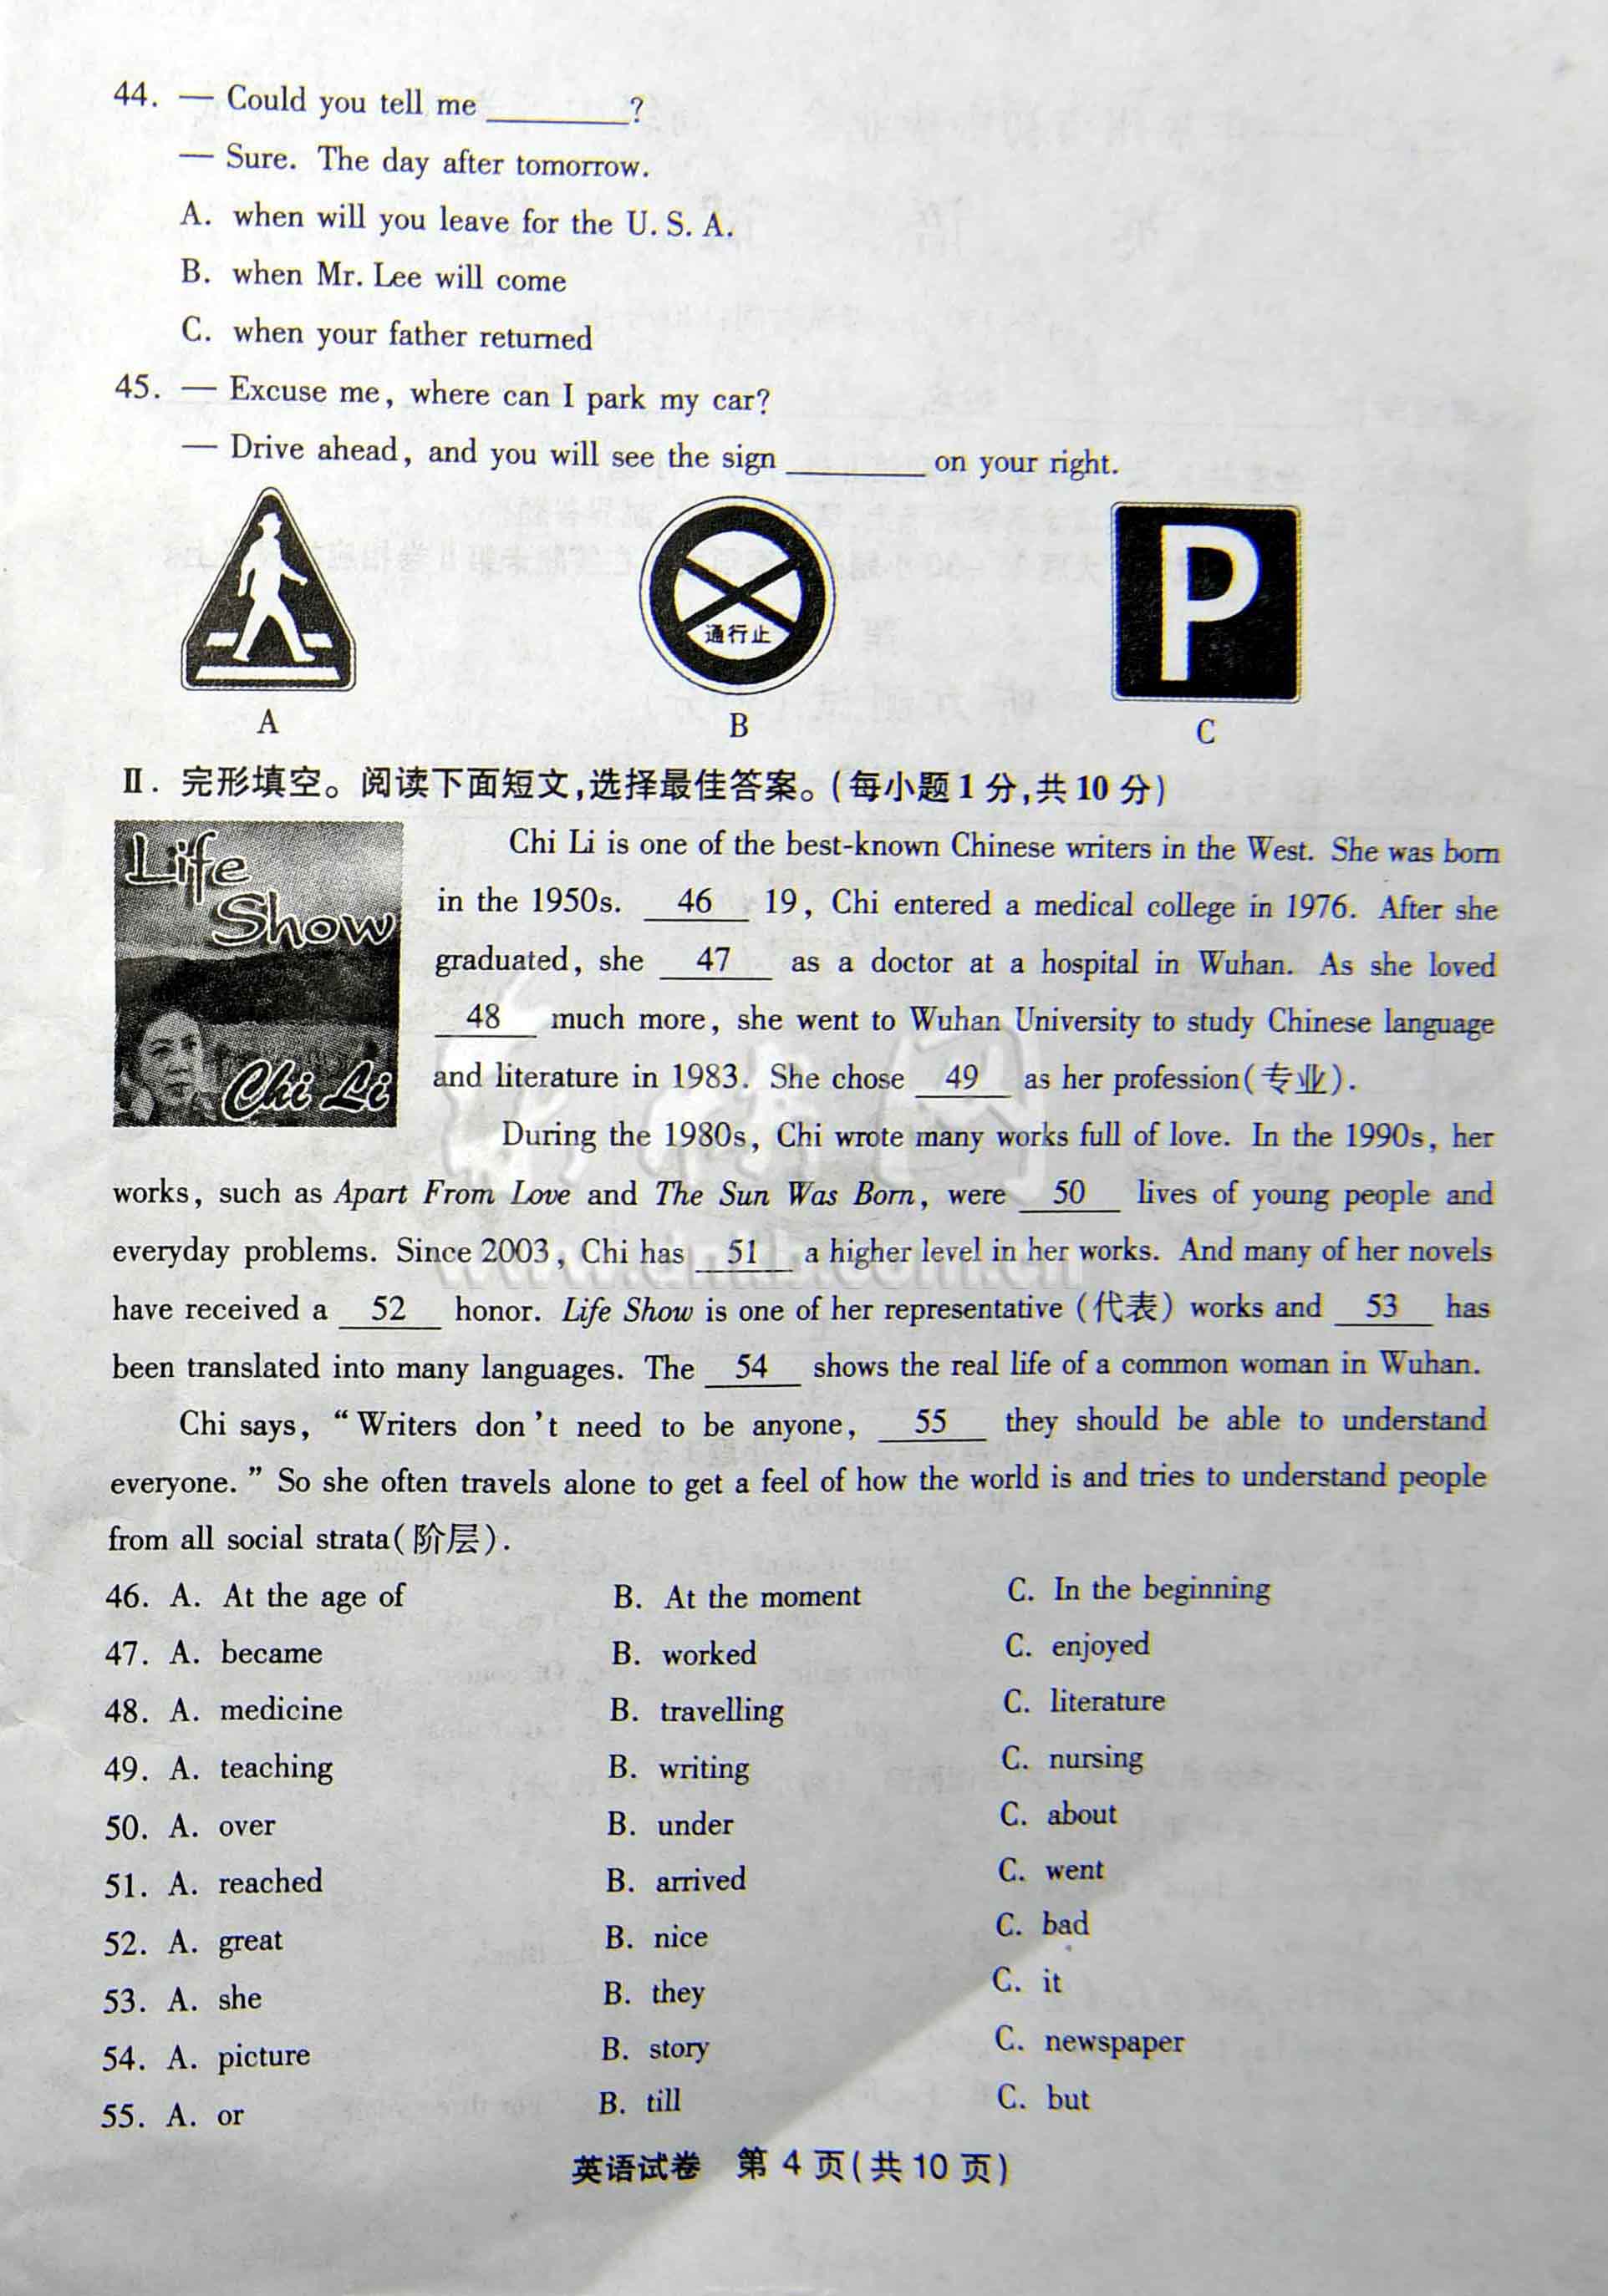 44. — Could you tell me ________?
— Sure. The day after tomorrow.
A. when will you leave for the U. S. A.
B. when Mr. Lee will come
C. when your father returned
45. — Excuse me, where can I park my car?
— Drive ahead, and you will see the sign ________ on your right.
通行止
P
A B C
Ⅱ. 完形填空。阅读下面短文,选择最佳答案。(每小题1分,共10分)
Life
Show
Chi Li
Chi Li is one of the best-known Chinese writers in the West. She was born
in the 1950s. 46 19, Chi entered a medical college in 1976. After she
graduated, she 47 as a doctor at a hospital in Wuhan. As she loved
48 much more, she went to Wuhan University to study Chinese language
and literature in 1983. She chose 49 as her profession(专业).
During the 1980s, Chi wrote many works full of love. In the 1990s, her
works, such as Apart From Love and The Sun Was Born, were 50 lives of young people and
everyday problems. Since 2003, Chi has 51 a higher level in her works. And many of her novels
have received a 52 honor. Life Show is one of her representative (代表) works and 53 has
been translated into many languages. The 54 shows the real life of a common woman in Wuhan.
Chi says, “Writers don't need to be anyone, 55 they should be able to understand
everyone.” So she often travels alone to get a feel of how the world is and tries to understand people
from all social strata(阶层).
46. A. At the age of B. At the moment C. In the beginning
47. A. became B. worked C. enjoyed
48. A. medicine B. travelling C. literature
49. A. teaching B. writing C. nursing
50. A. over B. under C. about
51. A. reached B. arrived C. went
52. A. great B. nice C. bad
53. A. she B. they C. it
54. A. picture B. story C. newspaper
55. A. or B. till C. but
英语试卷 第4页(共10页)